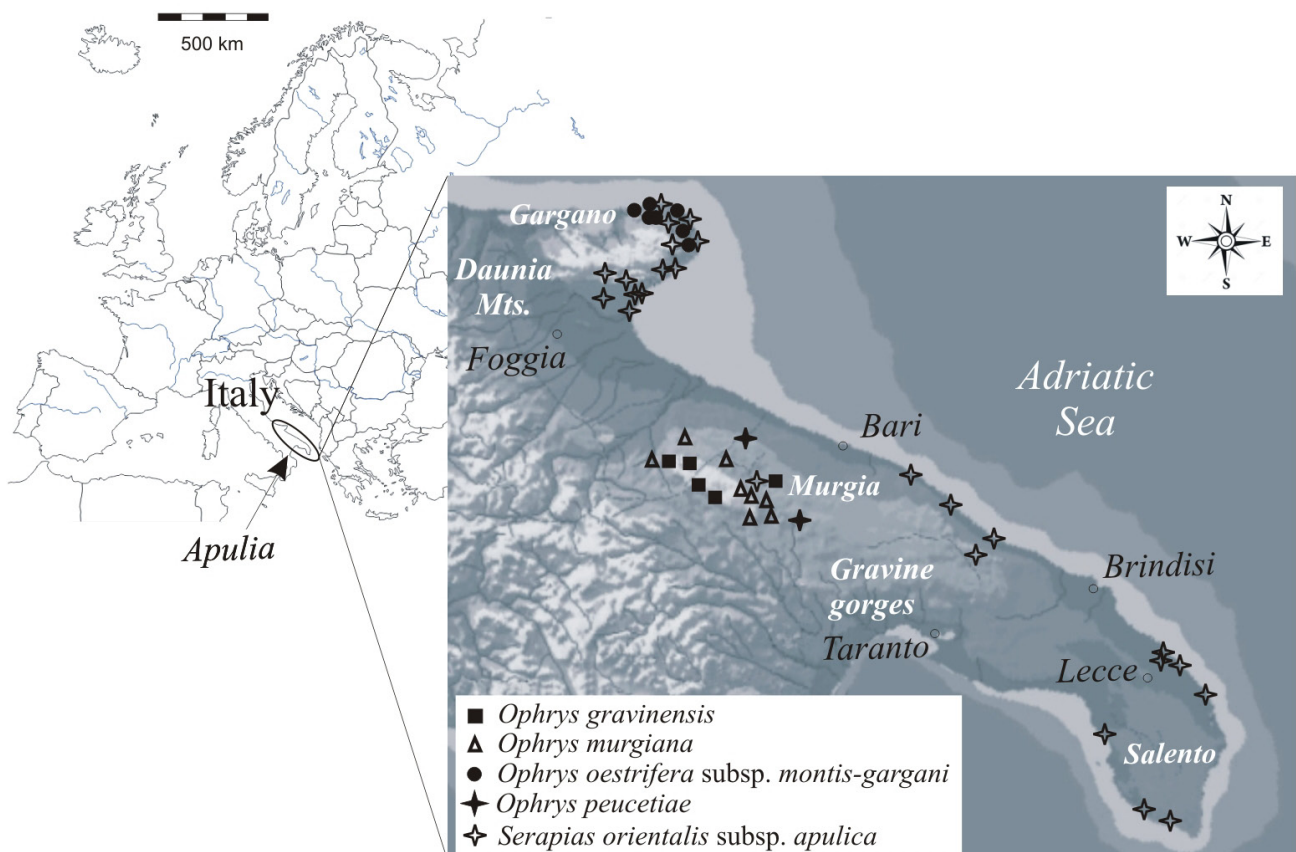 500 km
Italy
Apulia
N
W
E
S
Gargano
Daunia
Mts.
Foggia
Adriatic
Sea
Bari
Murgia
Gravine
gorges
Brindisi
Taranto
Lecce
Salento
Ophrys gravinensis
Ophrys murgiana
Ophrys oestrifera subsp. montis-gargani
Ophrys peucetiae
Serapias orientalis subsp. apulica